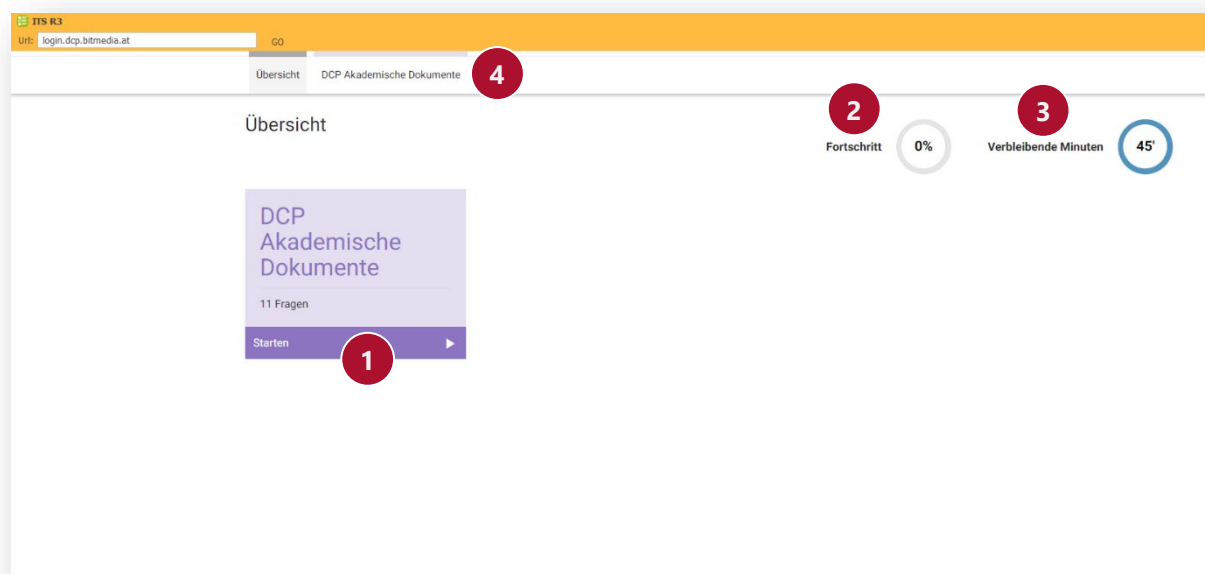 ITS R3
Url: login.dcp.bitmedia.at GO
Übersicht DCP Akademische Dokumente 4
Übersicht
2
3
Fortschritt 0% Verbleibende Minuten 45'
DCP
Akademische
Dokumente
11 Fragen
Starten
1